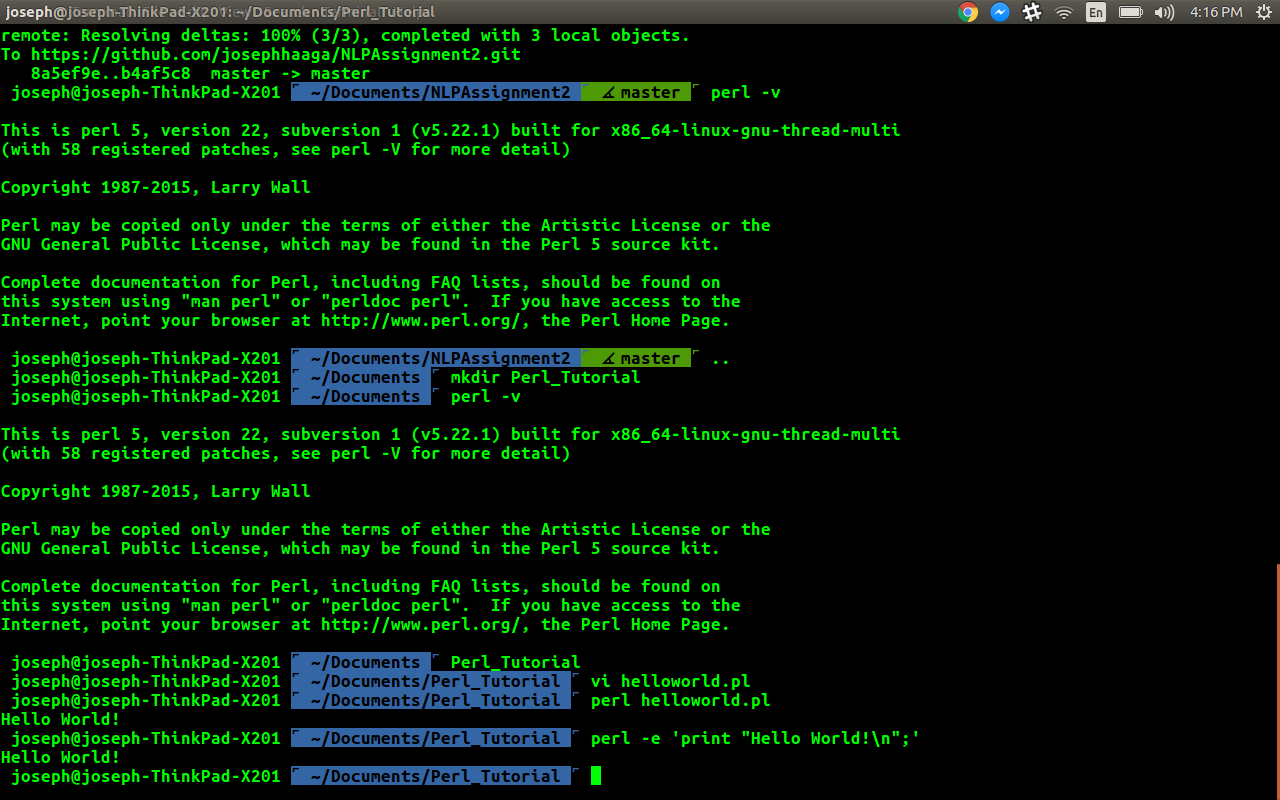 joseph@joseph-ThinkPad-X201: ~/Documents/Perl_Tutorial
En
4:16 PM
remote: Resolving deltas: 100% (3/3), completed with 3 local objects.
To https://github.com/josephhaaga/NLPAssignment2.git
   8a5ef9e..b4af5c8  master -> master
joseph@joseph-ThinkPad-X201 ~/Documents/NLPAssignment2 ∡ master perl -v
This is perl 5, version 22, subversion 1 (v5.22.1) built for x86_64-linux-gnu-thread-multi
(with 58 registered patches, see perl -V for more detail)
Copyright 1987-2015, Larry Wall
Perl may be copied only under the terms of either the Artistic License or the
GNU General Public License, which may be found in the Perl 5 source kit.
Complete documentation for Perl, including FAQ lists, should be found on
this system using "man perl" or "perldoc perl".  If you have access to the
Internet, point your browser at http://www.perl.org/, the Perl Home Page.
joseph@joseph-ThinkPad-X201 ~/Documents/NLPAssignment2 ∡ master ..
joseph@joseph-ThinkPad-X201 ~/Documents mkdir Perl_Tutorial
joseph@joseph-ThinkPad-X201 ~/Documents perl -v
This is perl 5, version 22, subversion 1 (v5.22.1) built for x86_64-linux-gnu-thread-multi
(with 58 registered patches, see perl -V for more detail)
Copyright 1987-2015, Larry Wall
Perl may be copied only under the terms of either the Artistic License or the
GNU General Public License, which may be found in the Perl 5 source kit.
Complete documentation for Perl, including FAQ lists, should be found on
this system using "man perl" or "perldoc perl".  If you have access to the
Internet, point your browser at http://www.perl.org/, the Perl Home Page.
joseph@joseph-ThinkPad-X201 ~/Documents Perl_Tutorial
joseph@joseph-ThinkPad-X201 ~/Documents/Perl_Tutorial vi helloworld.pl
joseph@joseph-ThinkPad-X201 ~/Documents/Perl_Tutorial perl helloworld.pl
Hello World!
joseph@joseph-ThinkPad-X201 ~/Documents/Perl_Tutorial perl -e 'print "Hello World!\n";'
Hello World!
joseph@joseph-ThinkPad-X201 ~/Documents/Perl_Tutorial